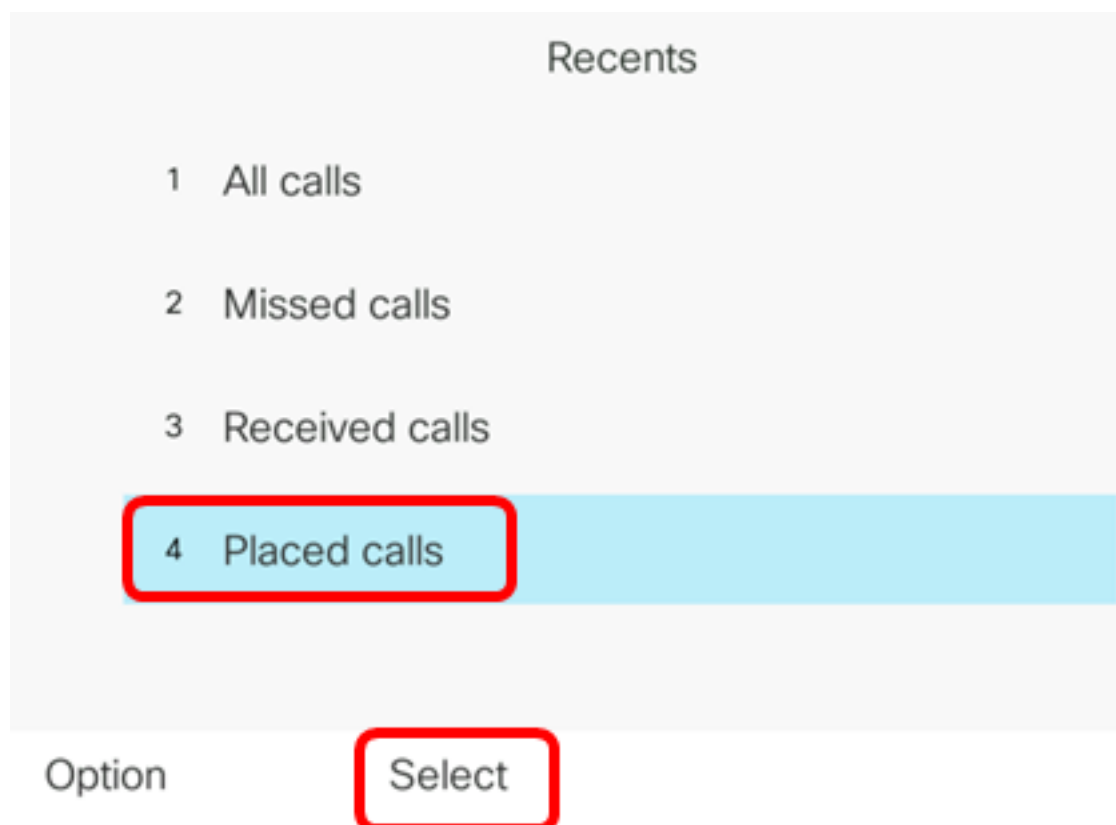 Recents
1 All calls
2 Missed calls
3 Received calls
4 Placed calls
Option Select